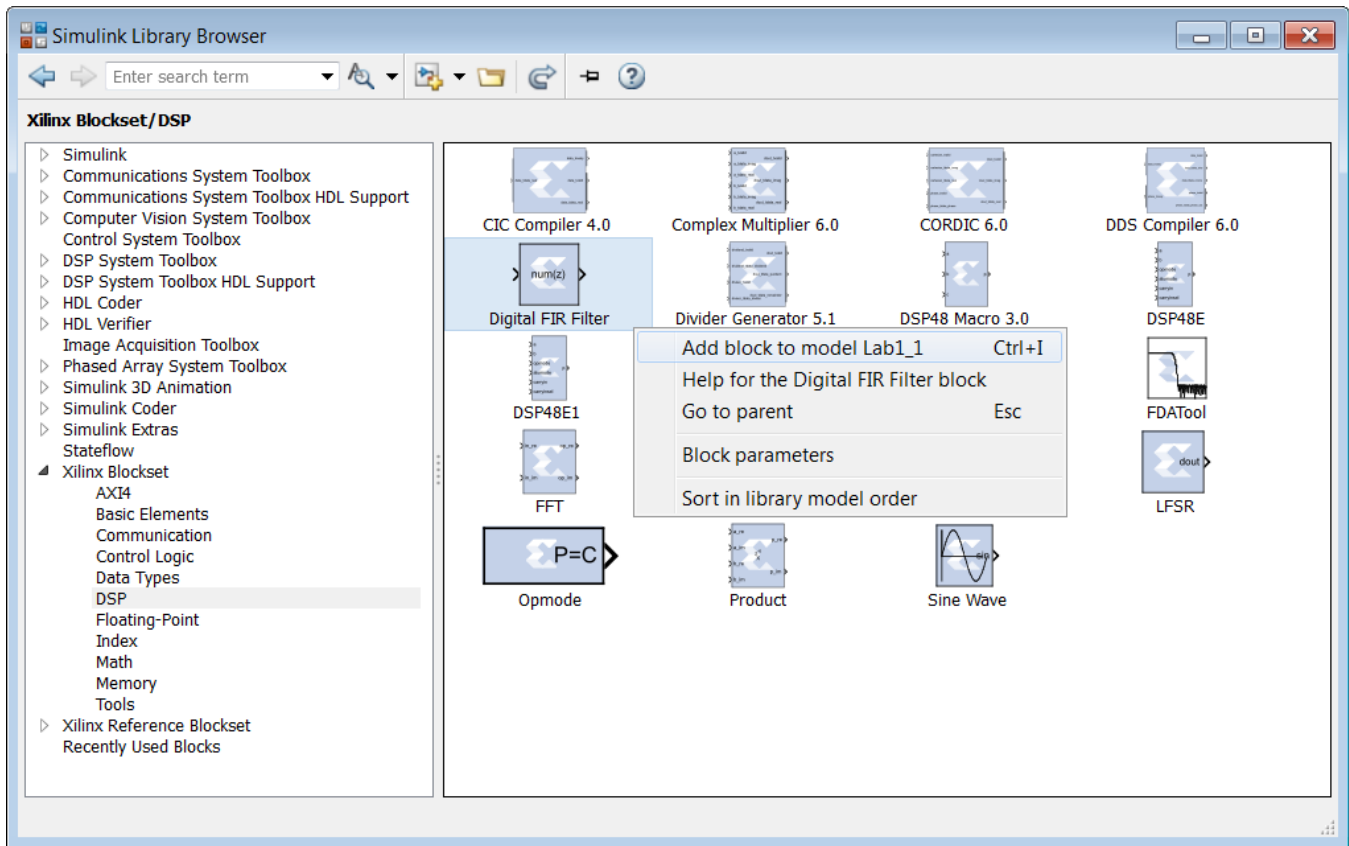 Simulink Library Browser
Enter search term
Xilinx Blockset/DSP
Simulink
Communications System Toolbox
Communications System Toolbox HDL Support
Computer Vision System Toolbox
Control System Toolbox
DSP System Toolbox
DSP System Toolbox HDL Support
HDL Coder
HDL Verifier
Image Acquisition Toolbox
Phased Array System Toolbox
Simulink 3D Animation
Simulink Coder
Simulink Extras
Stateflow
Xilinx Blockset
AXI4
Basic Elements
Communication
Control Logic
Data Types
DSP
Floating-Point
Index
Math
Memory
Tools
Xilinx Reference Blockset
Recently Used Blocks
CIC Compiler 4.0 Complex Multiplier 6.0 CORDIC 6.0 DDS Compiler 6.0
num(z)
Digital FIR Filter Divider Generator 5.1 DSP48 Macro 3.0 DSP48E
Add block to model Lab1_1 Ctrl+I
Help for the Digital FIR Filter block
Go to parent Esc
Block parameters
Sort in library model order
DSP48E1 FDATool
dout
FFT LFSR
P=C sin
Opmode Product Sine Wave